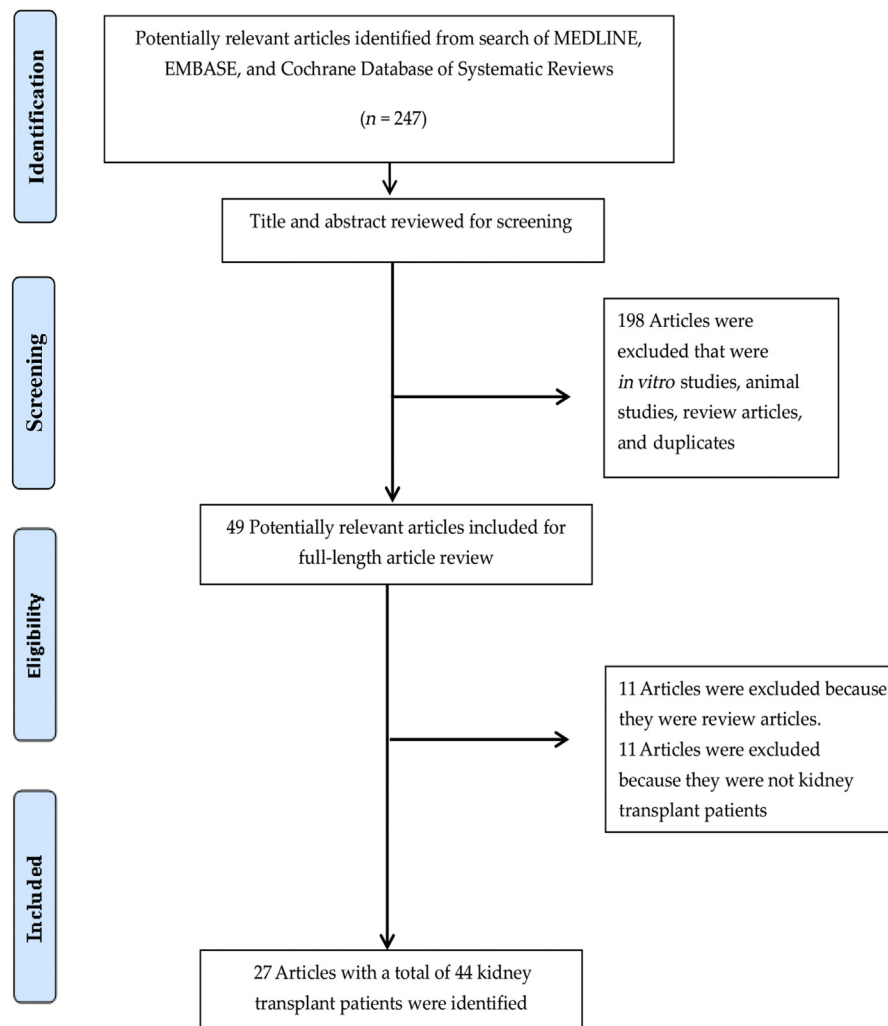 Identification
Potentially relevant articles identified from search of MEDLINE,
EMBASE, and Cochrane Database of Systematic Reviews
(n = 247)
Title and abstract reviewed for screening
Screening
198 Articles were
excluded that were
in vitro studies, animal
studies, review articles,
and duplicates
49 Potentially relevant articles included for
full-length article review
Eligibility
11 Articles were excluded because
they were review articles.
11 Articles were excluded
because they were not kidney
transplant patients
Included
27 Articles with a total of 44 kidney
transplant patients were identified